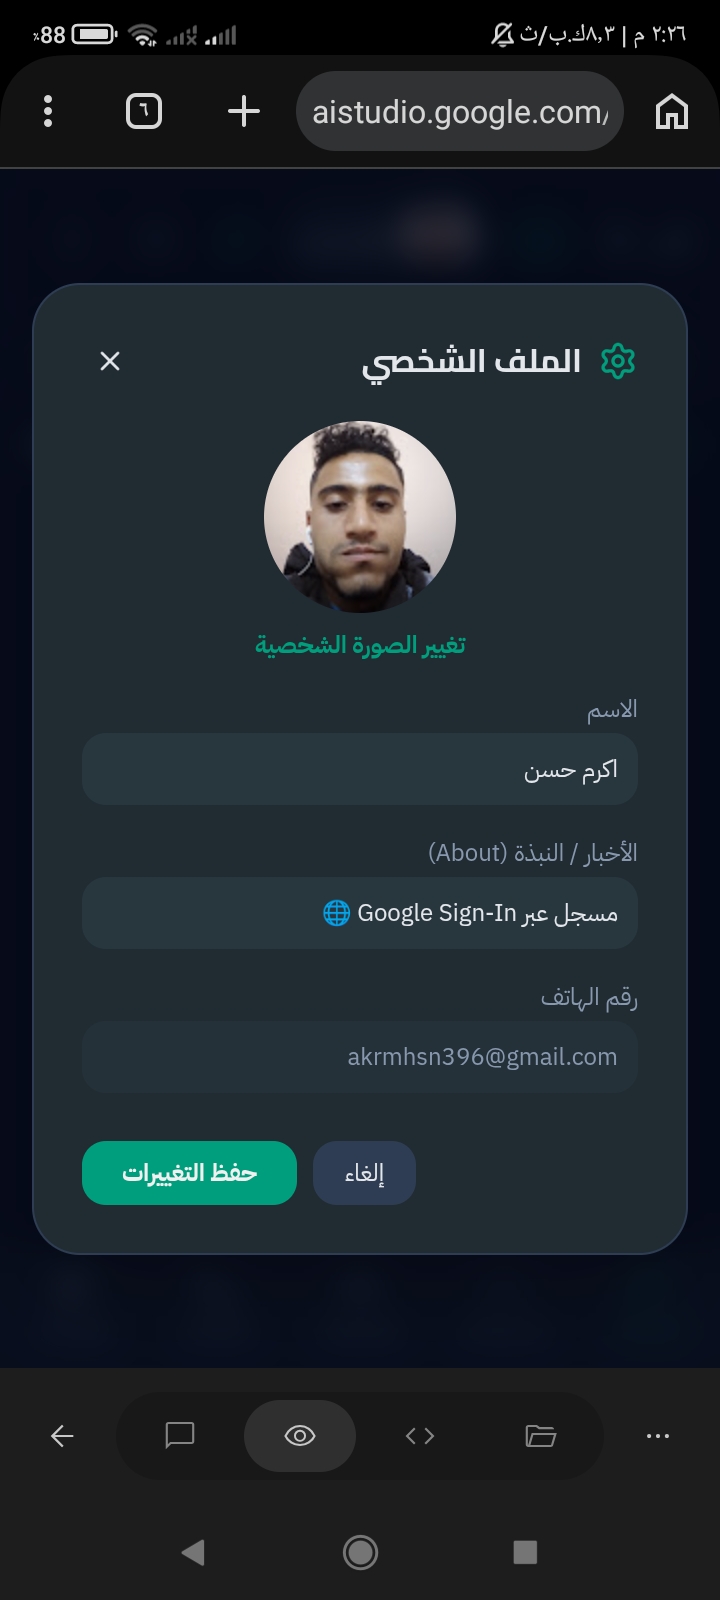 ٢:٢٦ م | ٨,٣ك.ب/ث
٪88
aistudio.google.com/
٦
الملف الشخصي
تغيير الصورة الشخصية
الاسم
اكرم حسن
الأخبار / النبذة (About)
مسجل عبر Google Sign-In 🌐
رقم الهاتف
akrmhsn396@gmail.com
إلغاء
حفظ التغييرات